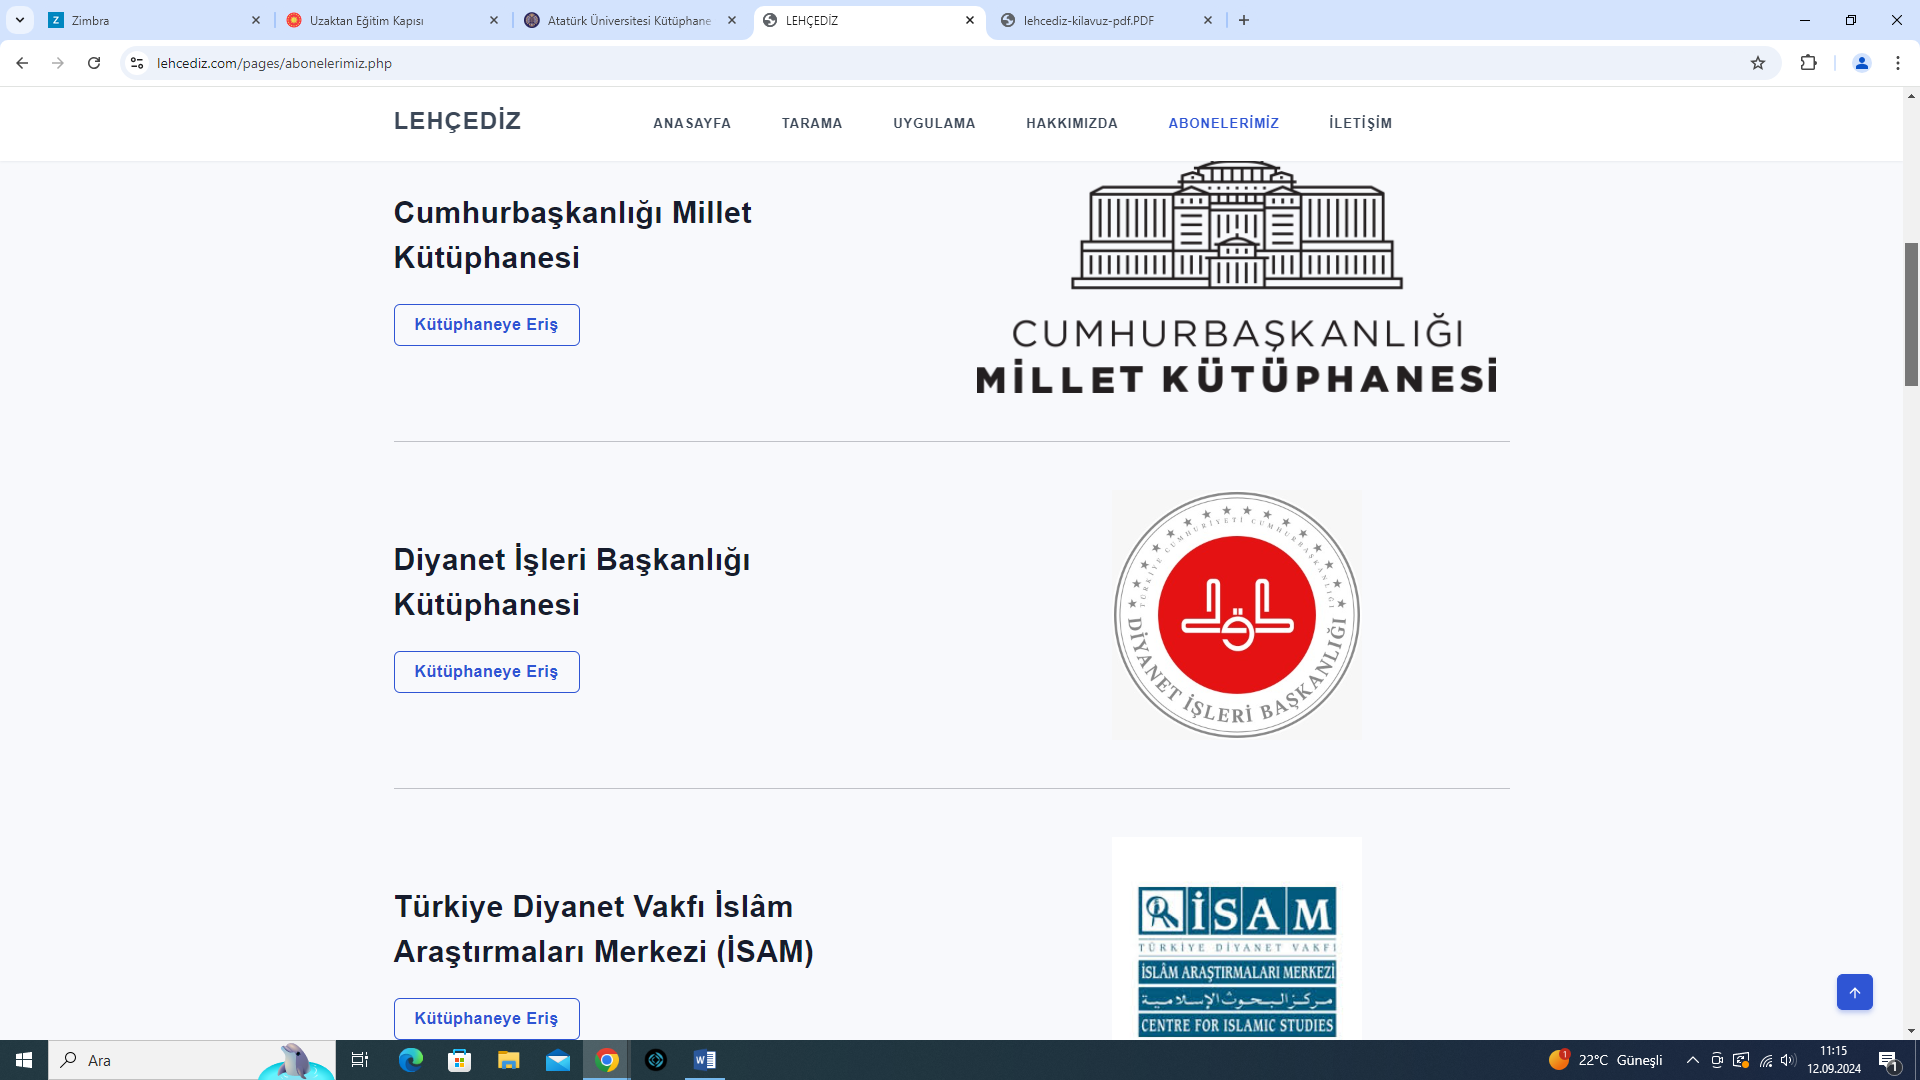 Zimbra
Uzaktan Eğitim Kapısı
Atatürk Üniversitesi Kütüphane
LEHÇEDİZ
lehcediz-kilavuz-pdf.PDF
lehcediz.com/pages/abonelerimiz.php
LEHÇEDİZ
ANASAYFA
TARAMA
UYGULAMA
HAKKIMIZDA
ABONELERİMİZ
İLETİŞİM
Cumhurbaşkanlığı Millet
Kütüphanesi
Kütüphaneye Eriş
CUMHURBAŞKANLIĞI
MİLLET KÜTÜPHANESİ
Diyanet İşleri Başkanlığı
Kütüphanesi
Kütüphaneye Eriş
TÜRKİYE CUMHURİYETİ CUMHURBAŞKANLIĞI
DİYANET İŞLERİ BAŞKANLIĞI
Türkiye Diyanet Vakfı İslâm
Araştırmaları Merkezi (İSAM)
Kütüphaneye Eriş
İSAM
TÜRKİYE DİYANET VAKFI
İSLÂM ARAŞTIRMALARI MERKEZİ
مركز البحوث الإسلامية
CENTRE FOR ISLAMIC STUDIES
Ara
1
22°C Güneşli
11:15
12.09.2024
1